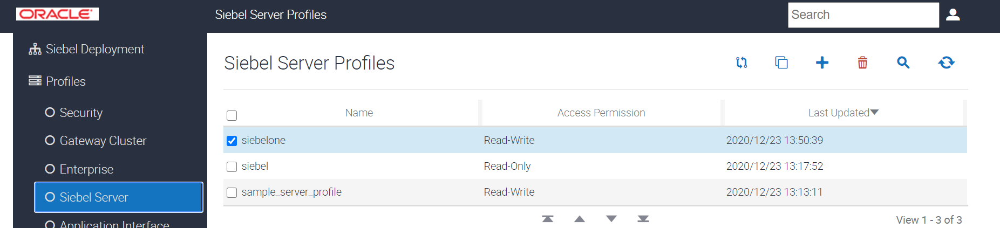 ORACLE
Siebel Server Profiles
Search
Siebel Deployment
Profiles
Security
Gateway Cluster
Enterprise
Siebel Server
Application Interface
Siebel Server Profiles
Name Access Permission Last Updated
siebelone Read-Write 2020/12/23 13:50:39
siebel Read-Only 2020/12/23 13:17:52
sample_server_profile Read-Write 2020/12/23 13:13:11
View 1 - 3 of 3